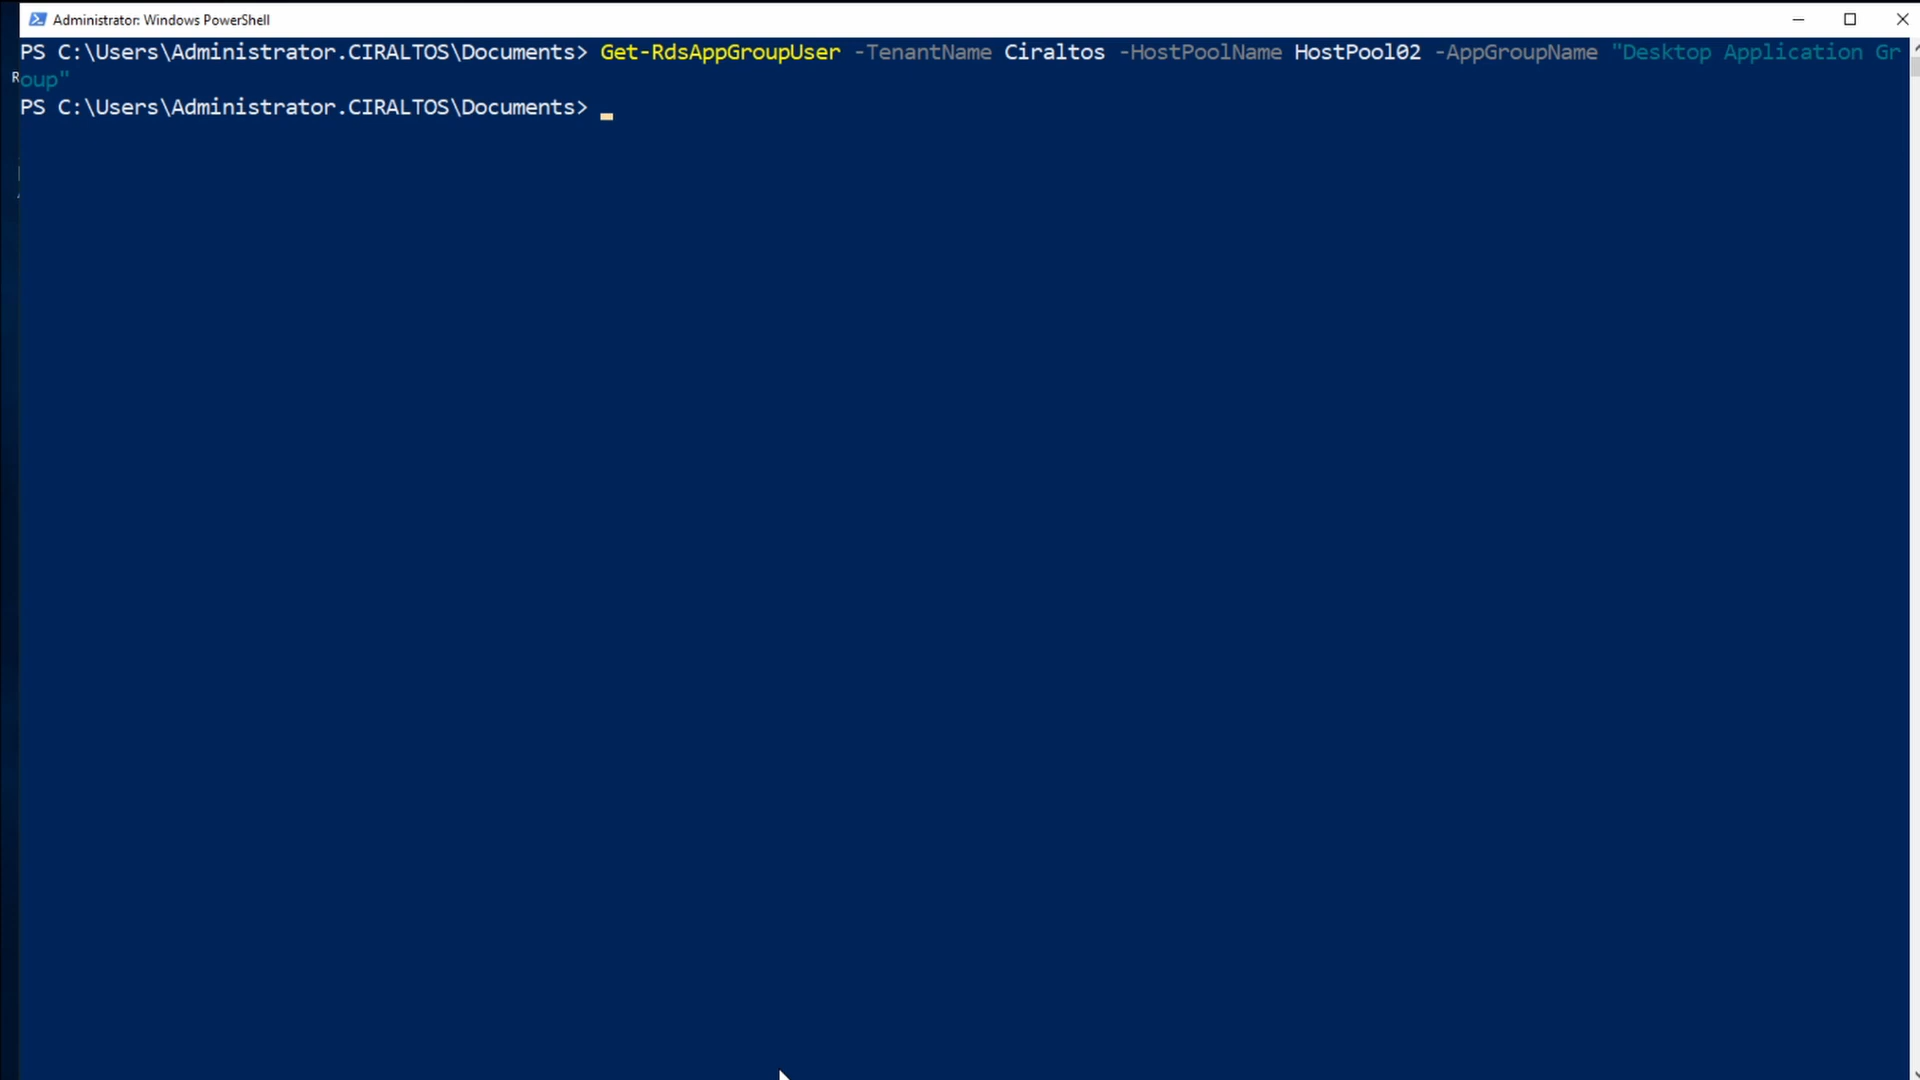 Administrator: Windows PowerShell
PS C:\Users\Administrator.CIRALTOS\Documents> Get-RdsAppGroupUser -TenantName Ciraltos -HostPoolName HostPool02 -AppGroupName "Desktop Application Gr
R
oup"
PS C:\Users\Administrator.CIRALTOS\Documents>